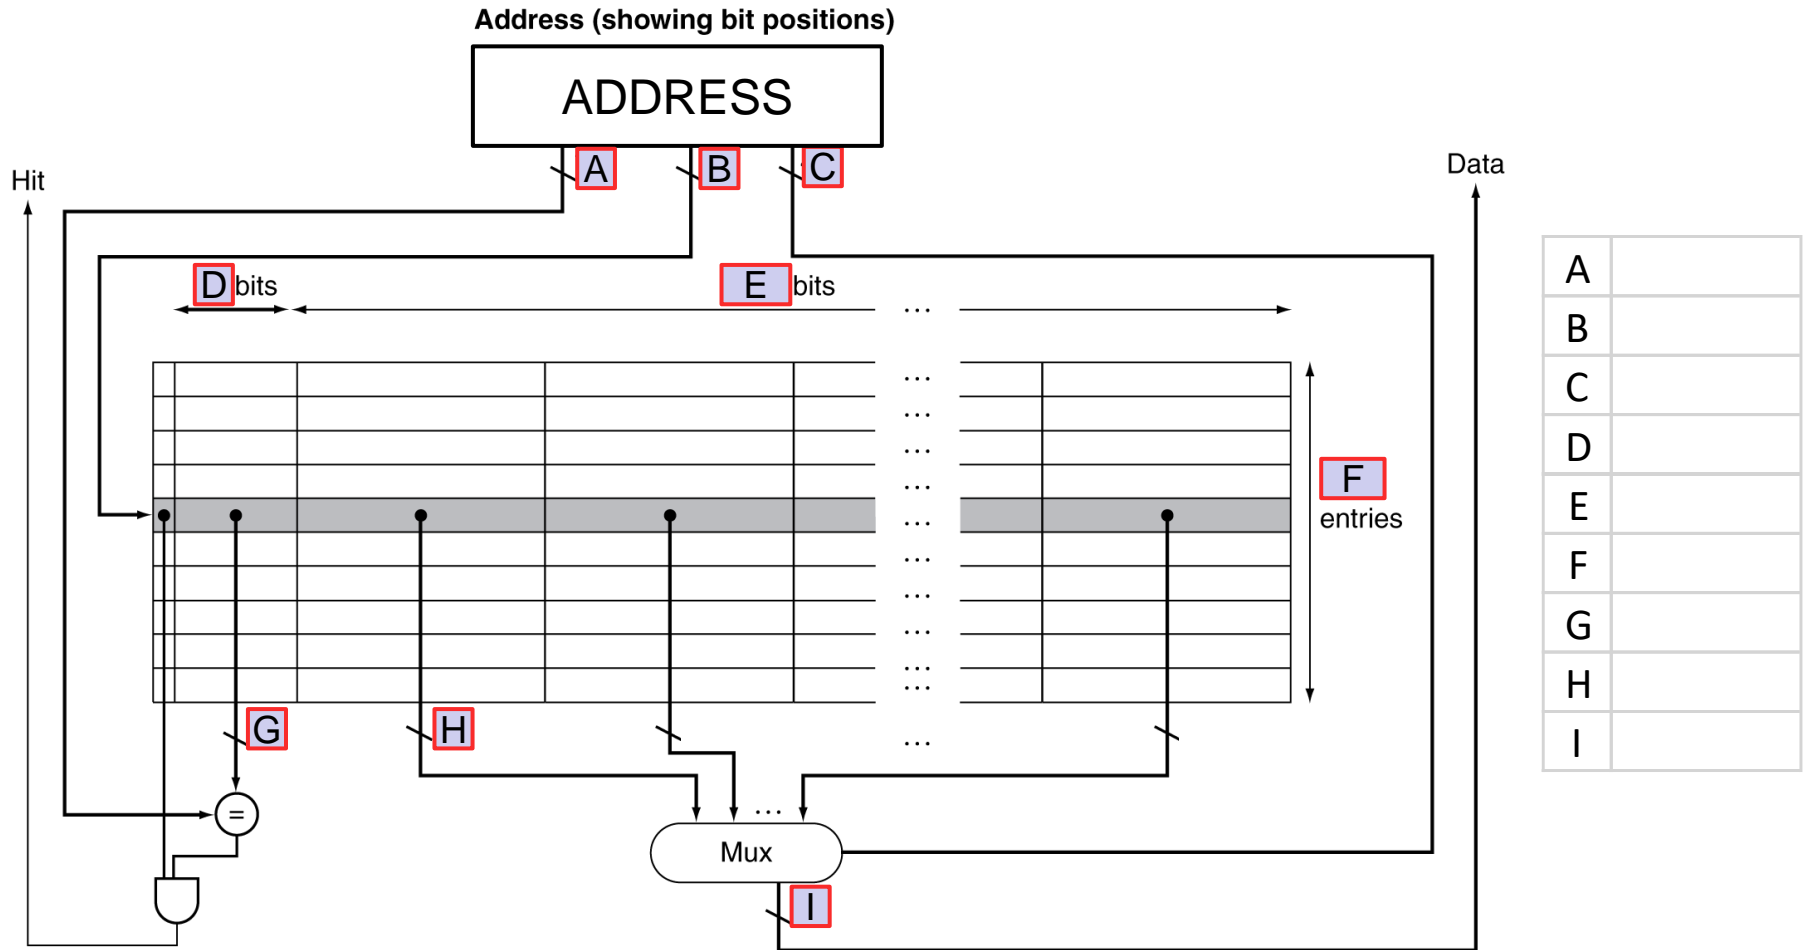 Address (showing bit positions)
ADDRESS
A
B
C
Hit
Data
D bits
E bits
...
...
...
...
...
...
F
entries
...
...
...
...
...
G
H
...
=
...
Mux
I
A
B
C
D
E
F
G
H
I